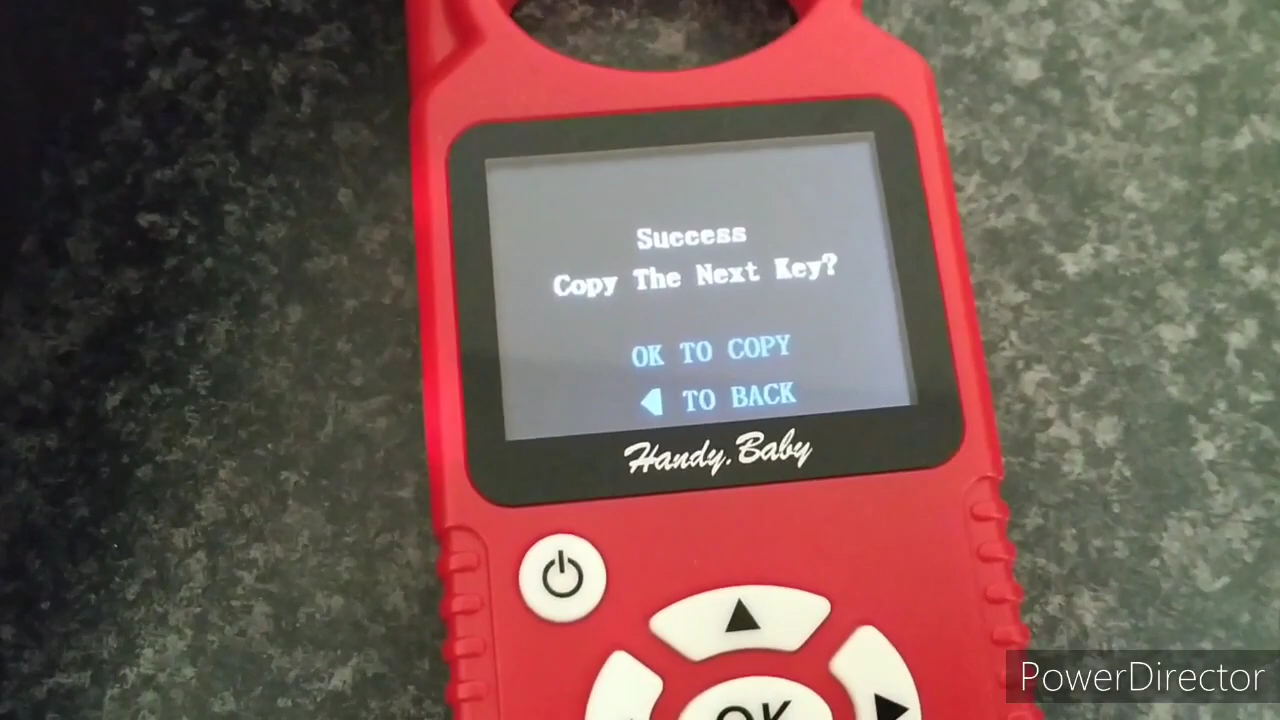 Success
Copy The Next Key?
OK TO COPY
◀ TO BACK
Handy.Baby
OK
PowerDirector